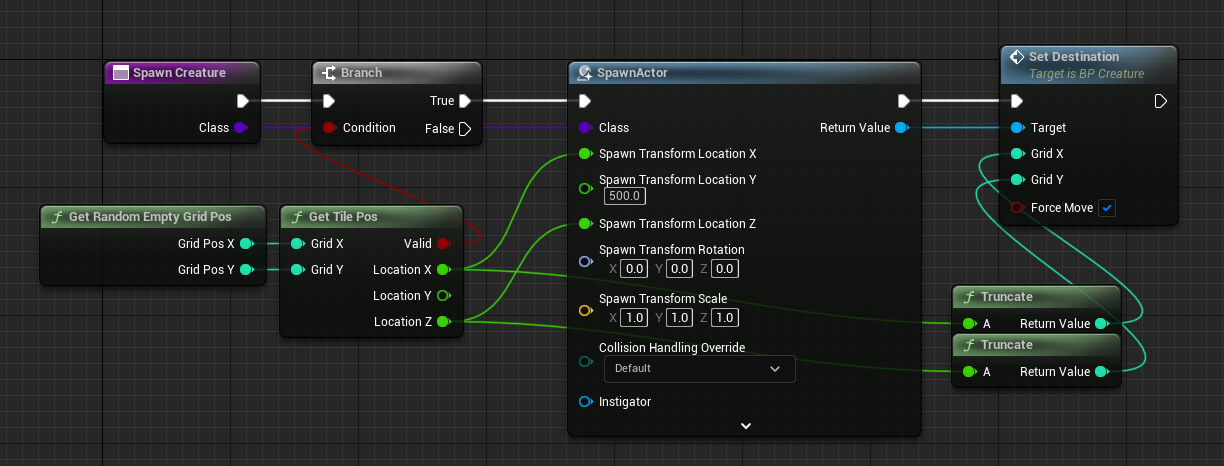 Spawn Creature
Class
Branch
True
Condition
False
SpawnActor
Class
Return Value
Spawn Transform Location X
Spawn Transform Location Y
500.0
Spawn Transform Location Z
Spawn Transform Rotation
X 0.0 Y 0.0 Z 0.0
Spawn Transform Scale
X 1.0 Y 1.0 Z 1.0
Collision Handling Override
Default
Instigator
Set Destination
Target is BP Creature
Target
Grid X
Grid Y
Force Move
f Get Random Empty Grid Pos
Grid Pos X
Grid Pos Y
f Get Tile Pos
Grid X Valid
Grid Y Location X
Location Y
Location Z
f Truncate
A Return Value
f Truncate
A Return Value